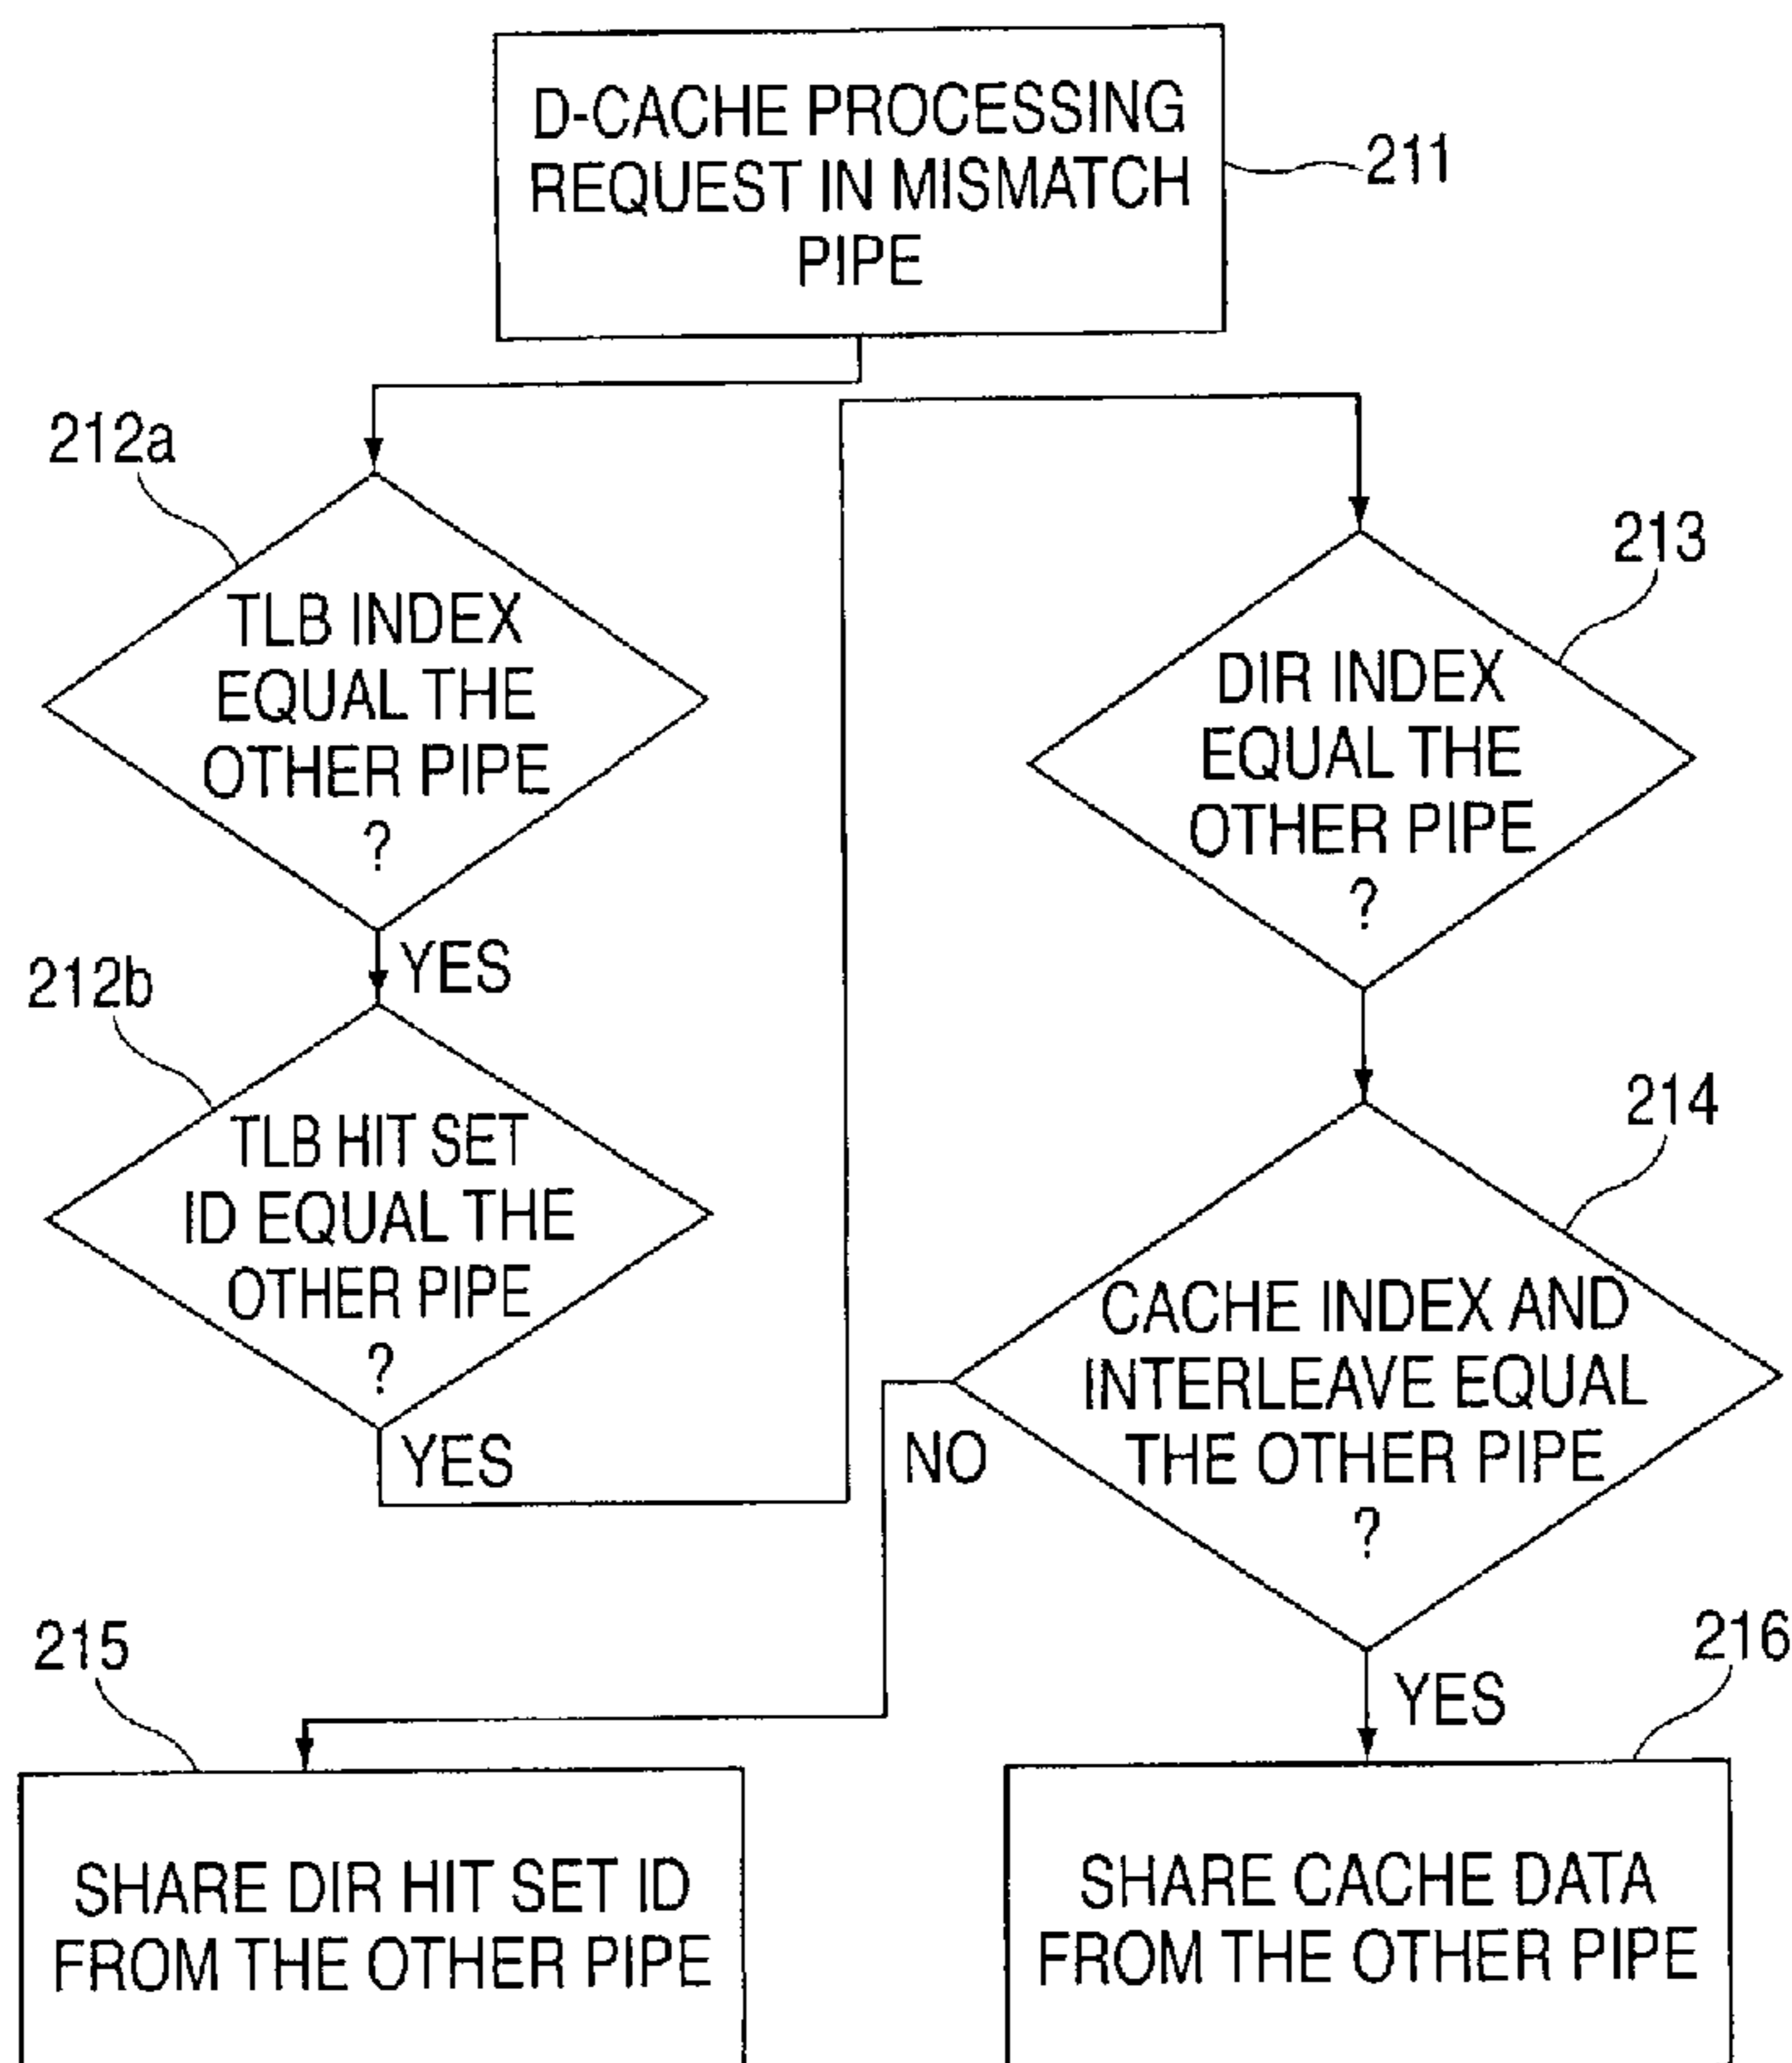 D-CACHE PROCESSING
REQUEST IN MISMATCH
PIPE
211
212a
TLB INDEX
EQUAL THE
OTHER PIPE
?
YES
212b
TLB HIT SET
ID EQUAL THE
OTHER PIPE
?
YES
213
DIR INDEX
EQUAL THE
OTHER PIPE
?
214
CACHE INDEX AND
INTERLEAVE EQUAL
THE OTHER PIPE
?
NO
YES
215
SHARE DIR HIT SET ID
FROM THE OTHER PIPE
216
SHARE CACHE DATA
FROM THE OTHER PIPE